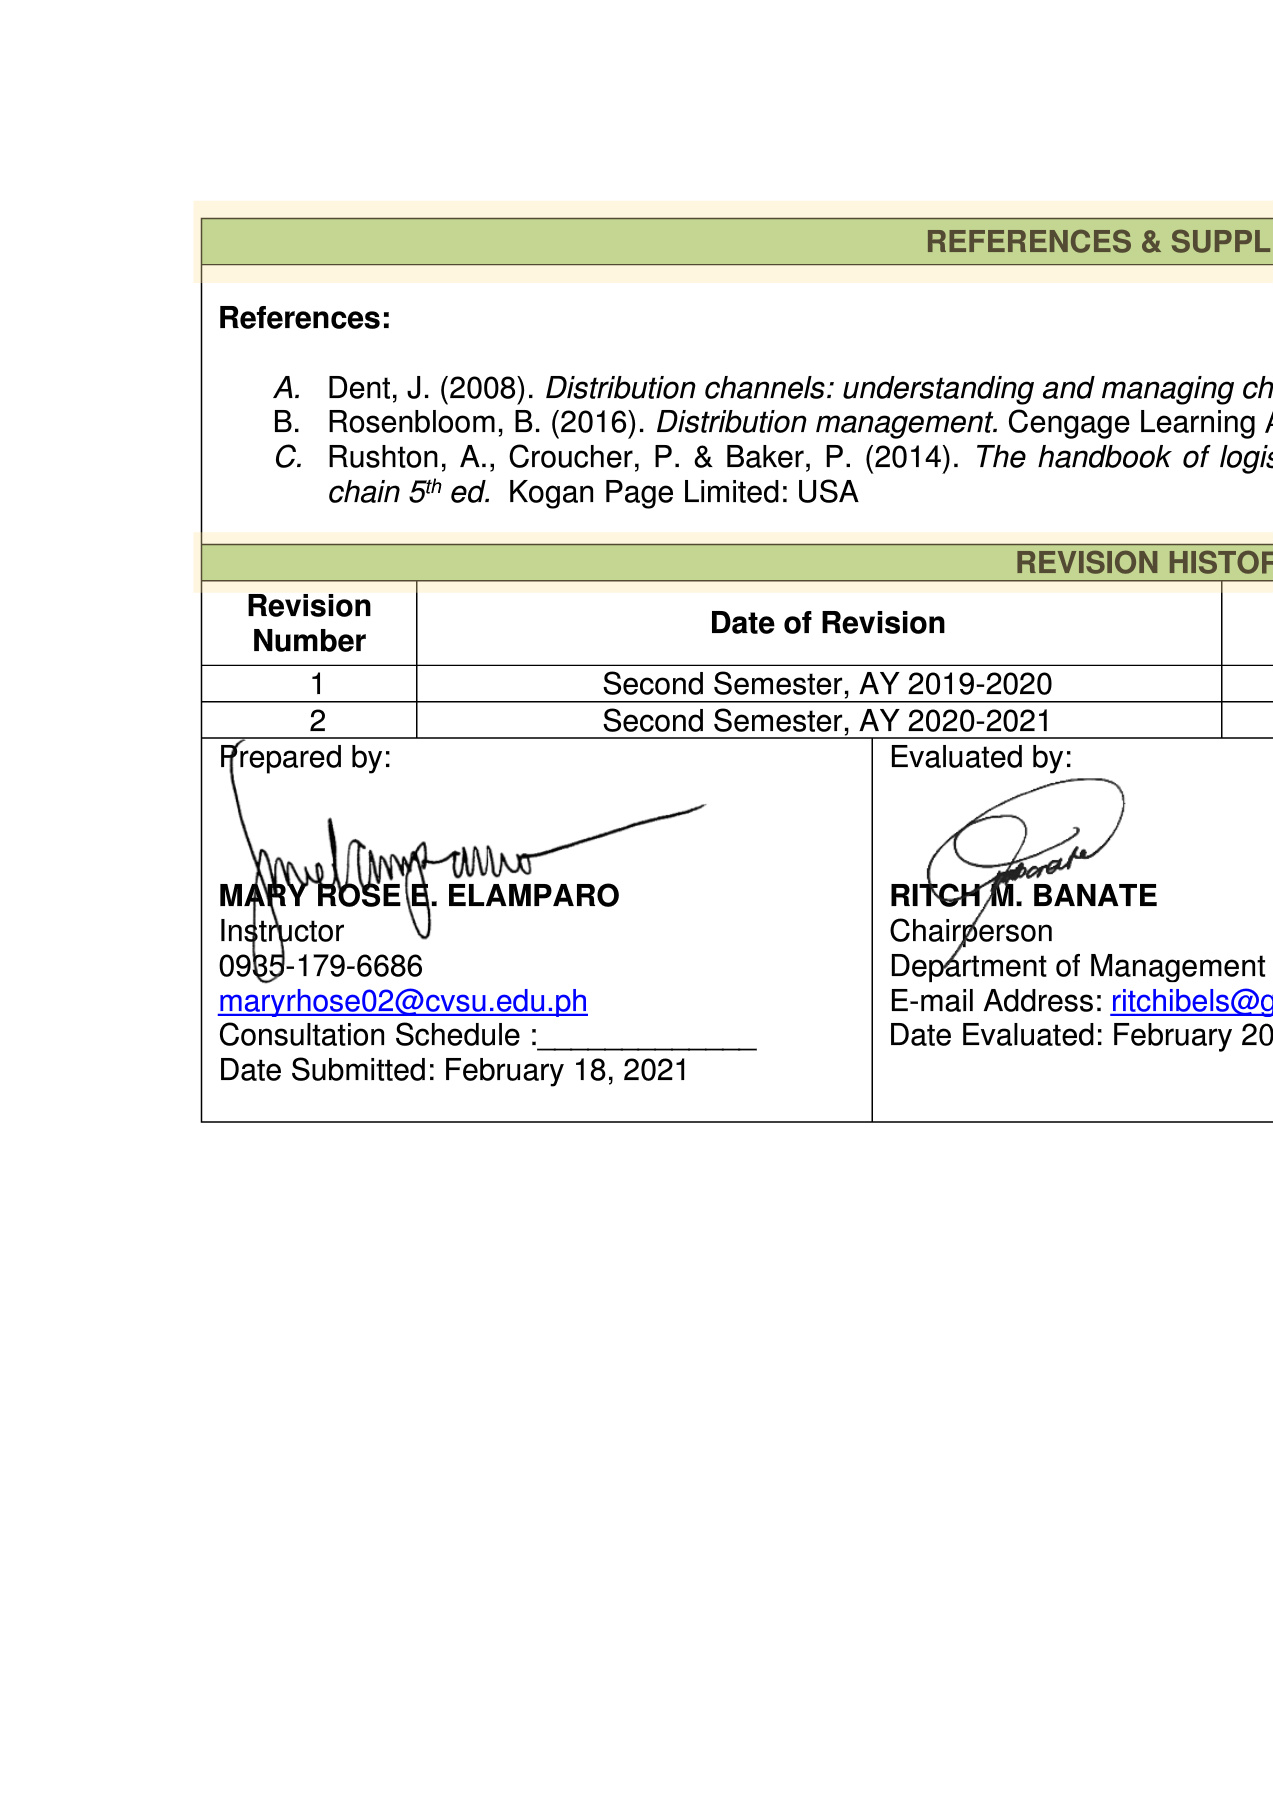 REFERENCES & SUPPL
References:
A. Dent, J. (2008). Distribution channels: understanding and managing ch
B. Rosenbloom, B. (2016). Distribution management. Cengage Learning A
C. Rushton, A., Croucher, P. & Baker, P. (2014). The handbook of logis
chain 5th ed. Kogan Page Limited: USA
REVISION HISTOR
Revision
Number
Date of Revision
1 Second Semester, AY 2019-2020
2 Second Semester, AY 2020-2021
Prepared by:
MARY ROSE E. ELAMPARO
Instructor
0935-179-6686
maryrhose02@cvsu.edu.ph
Consultation Schedule :_____________
Date Submitted: February 18, 2021
Evaluated by:
RITCH M. BANATE
Chairperson
Department of Management
E-mail Address: ritchibels@g
Date Evaluated: February 20